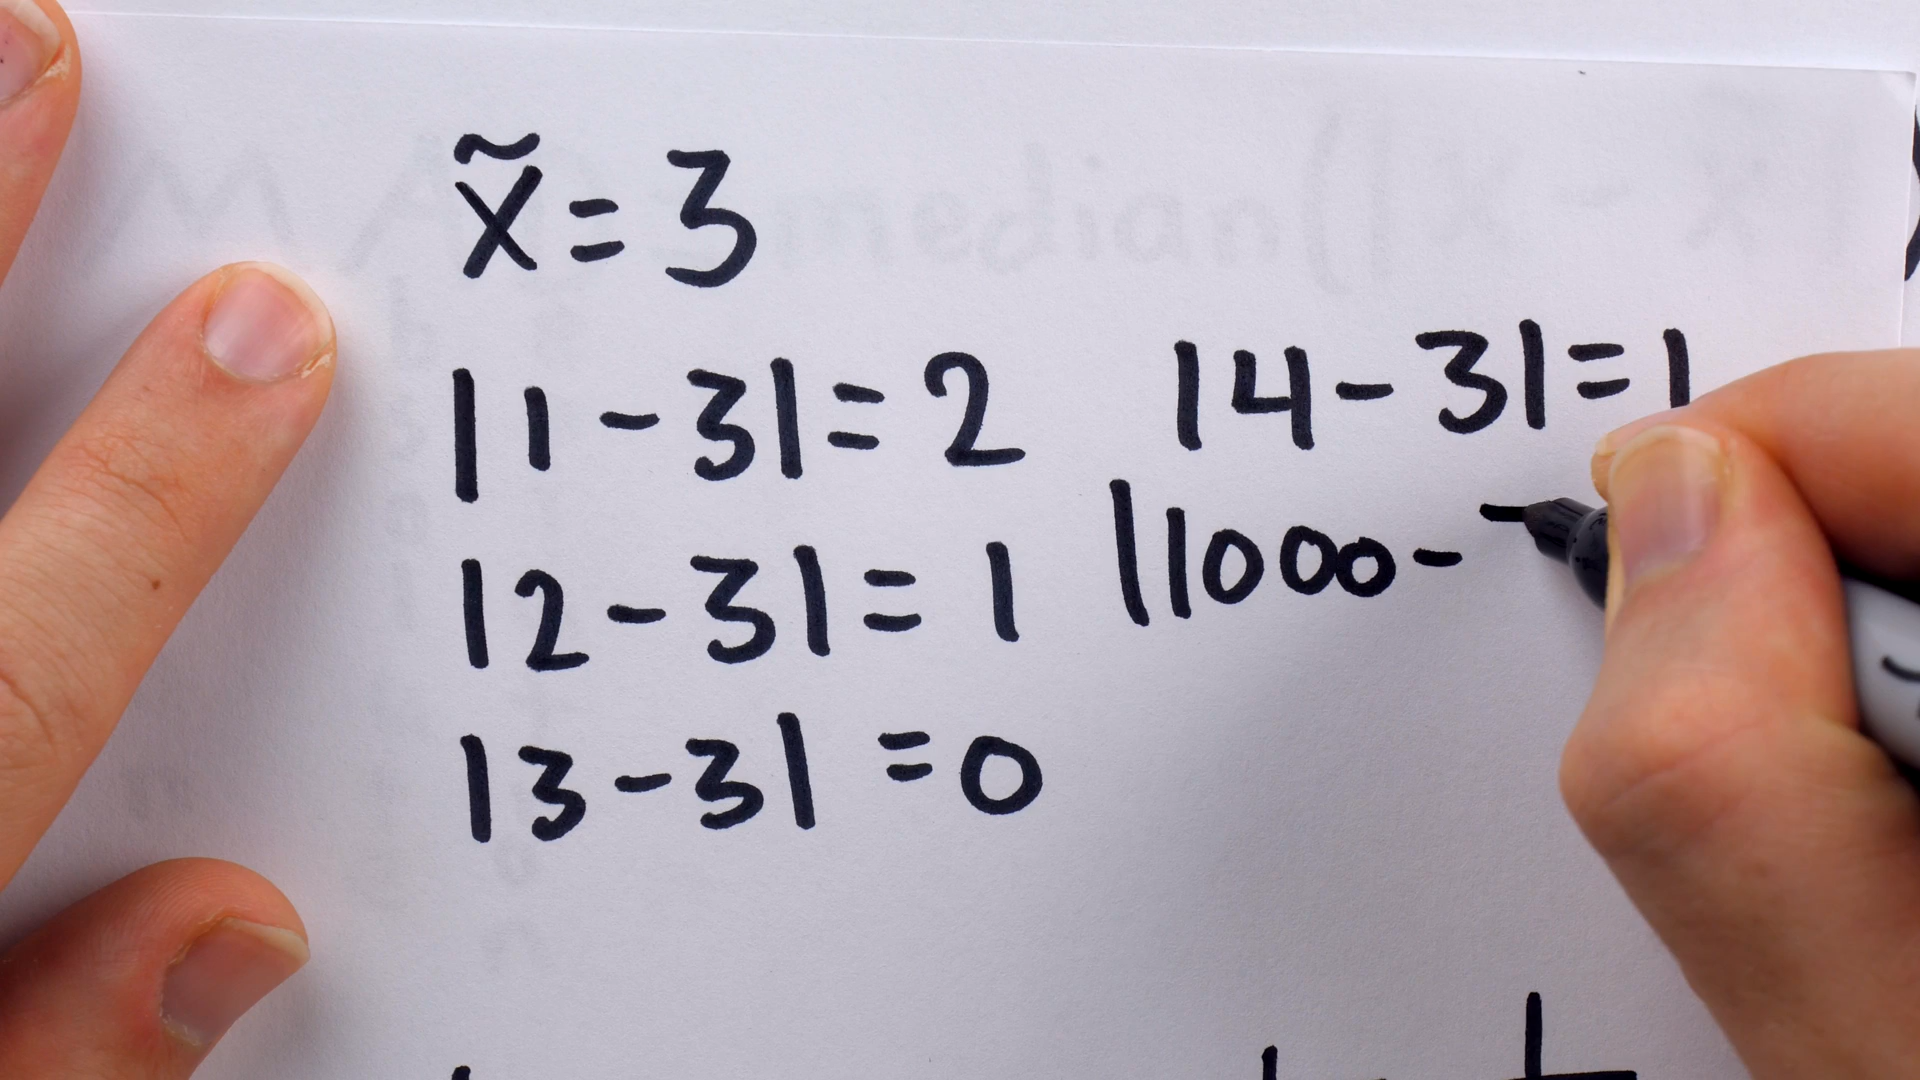 x̃ = 3
|1 - 3| = 2
|2 - 3| = 1
|3 - 3| = 0
|4 - 3| = 1
|1000 -